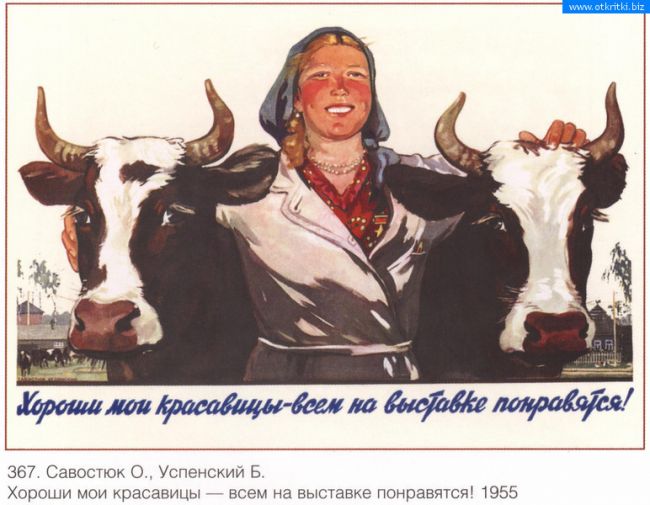 www.otkritki.biz
Хороши мои красавицы-всем на выставке понравятся!
367. Савостюк О., Успенский Б.
Хороши мои красавицы — всем на выставке понравятся! 1955